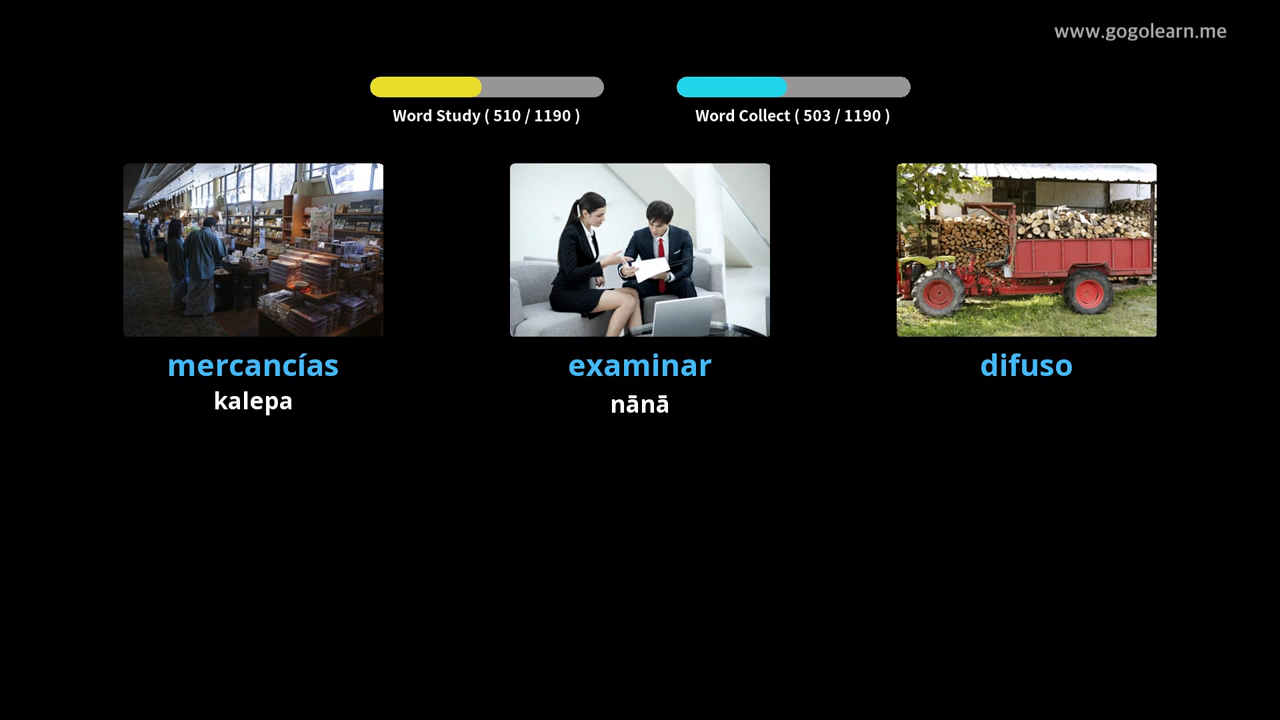 www.gogolearn.me
Word Study ( 510 / 1190 )
Word Collect ( 503 / 1190 )
mercancías
kalepa
examinar
nānā
difuso